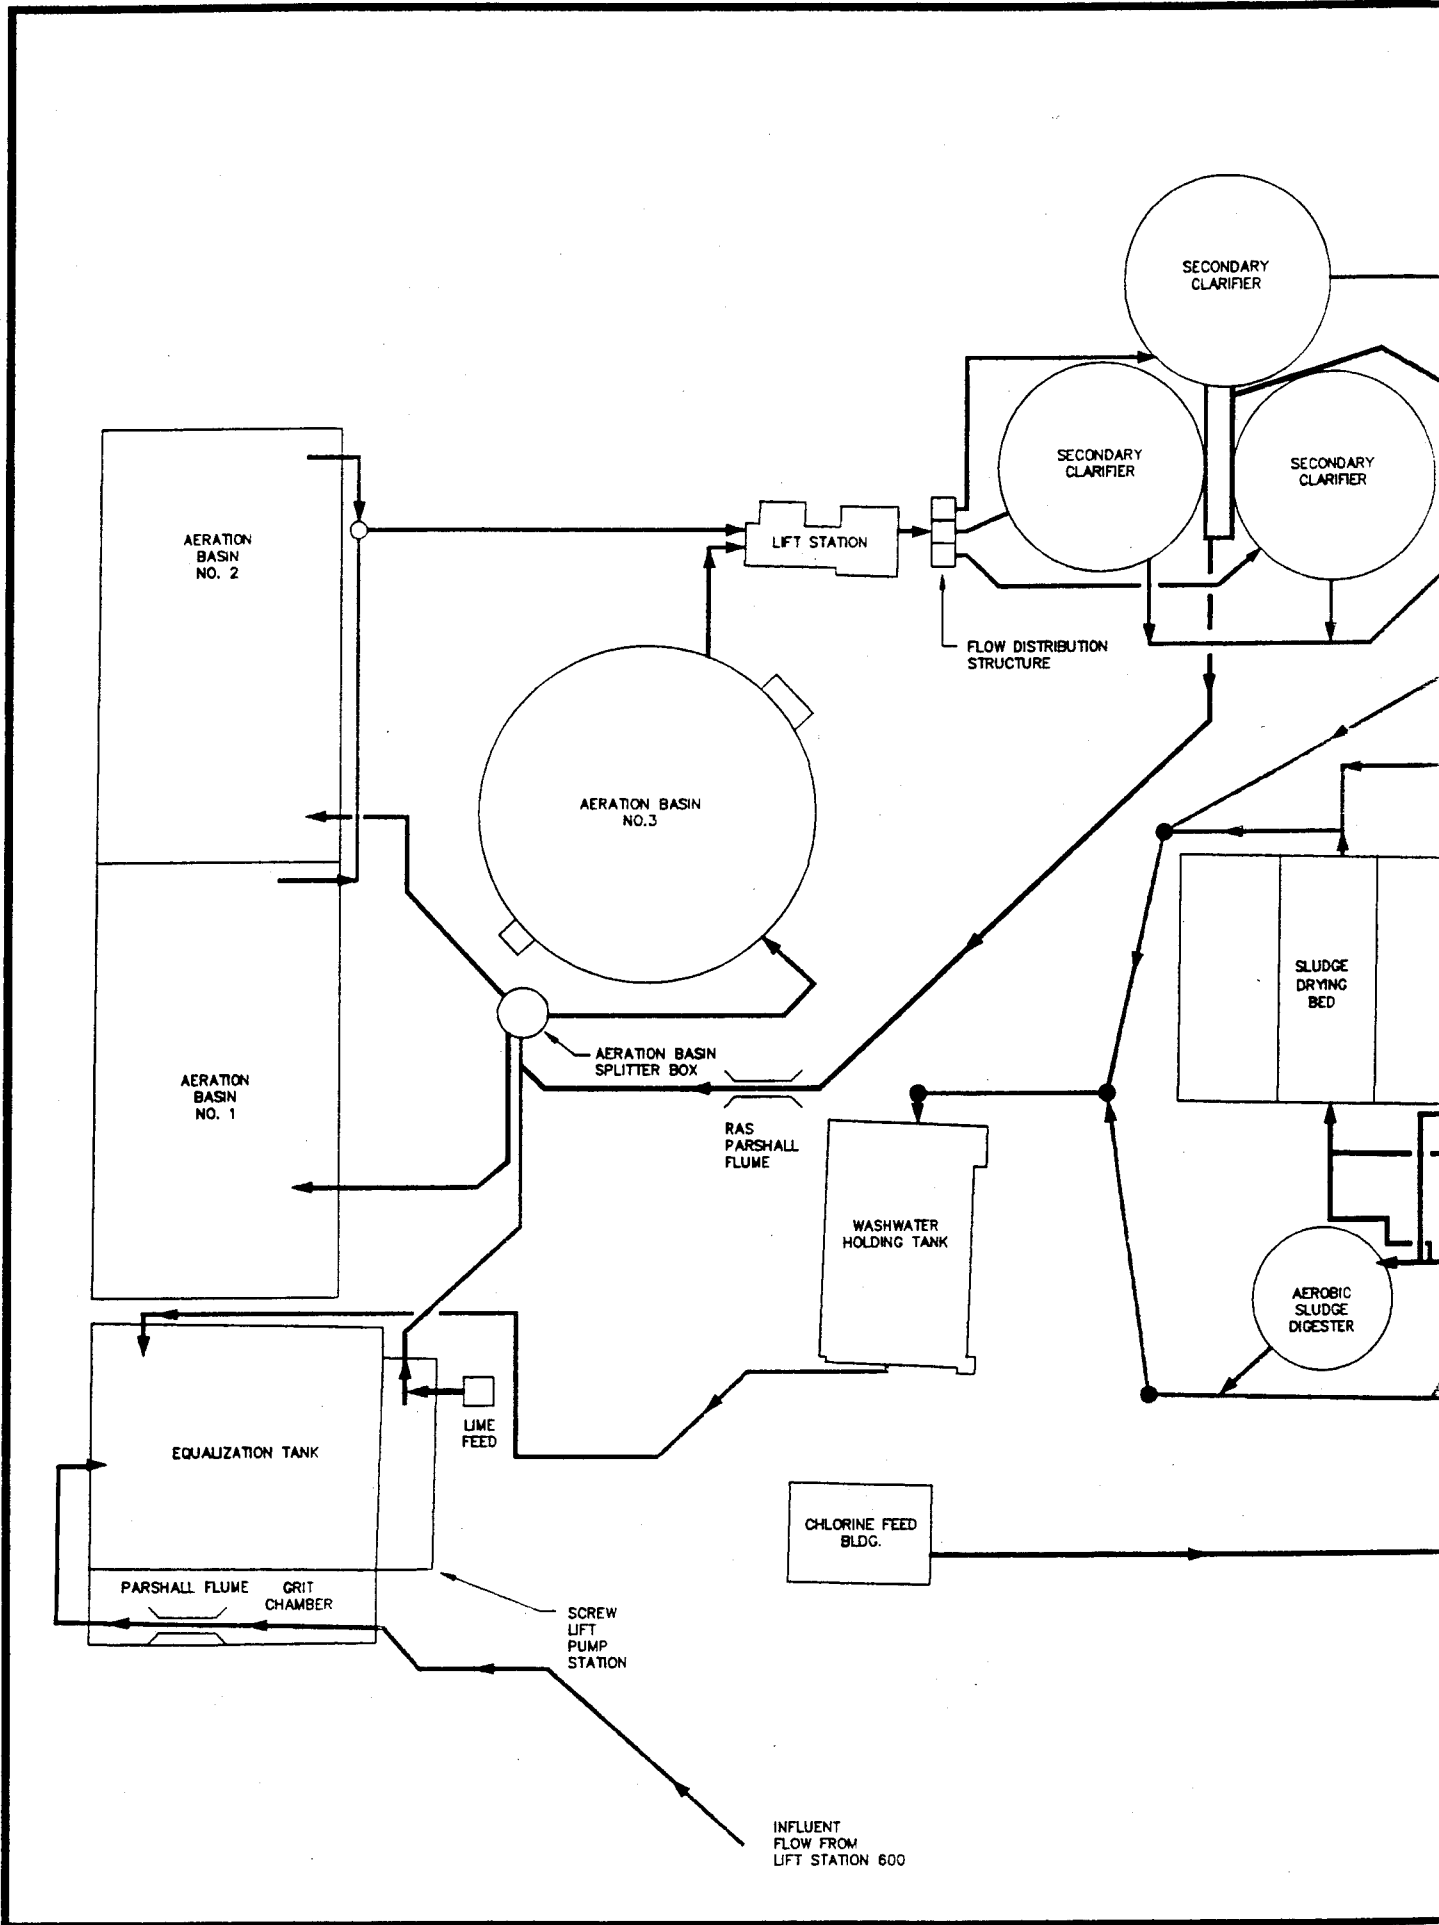 SECONDARY
CLARIFIER
SECONDARY
CLARIFIER
SECONDARY
CLARIFIER
AERATION
BASIN
NO. 2
LIFT STATION
FLOW DISTRIBUTION
STRUCTURE
AERATION BASIN
NO.3
SLUDGE
DRYING
BED
AERATION BASIN
SPLITTER BOX
AERATION
BASIN
NO. 1
RAS
PARSHALL
FLUME
WASHWATER
HOLDING TANK
AEROBIC
SLUDGE
DIGESTER
LIME
FEED
EQUALIZATION TANK
CHLORINE FEED
BLDG.
PARSHALL FLUME
GRIT
CHAMBER
SCREW
LIFT
PUMP
STATION
INFLUENT
FLOW FROM
LIFT STATION 600